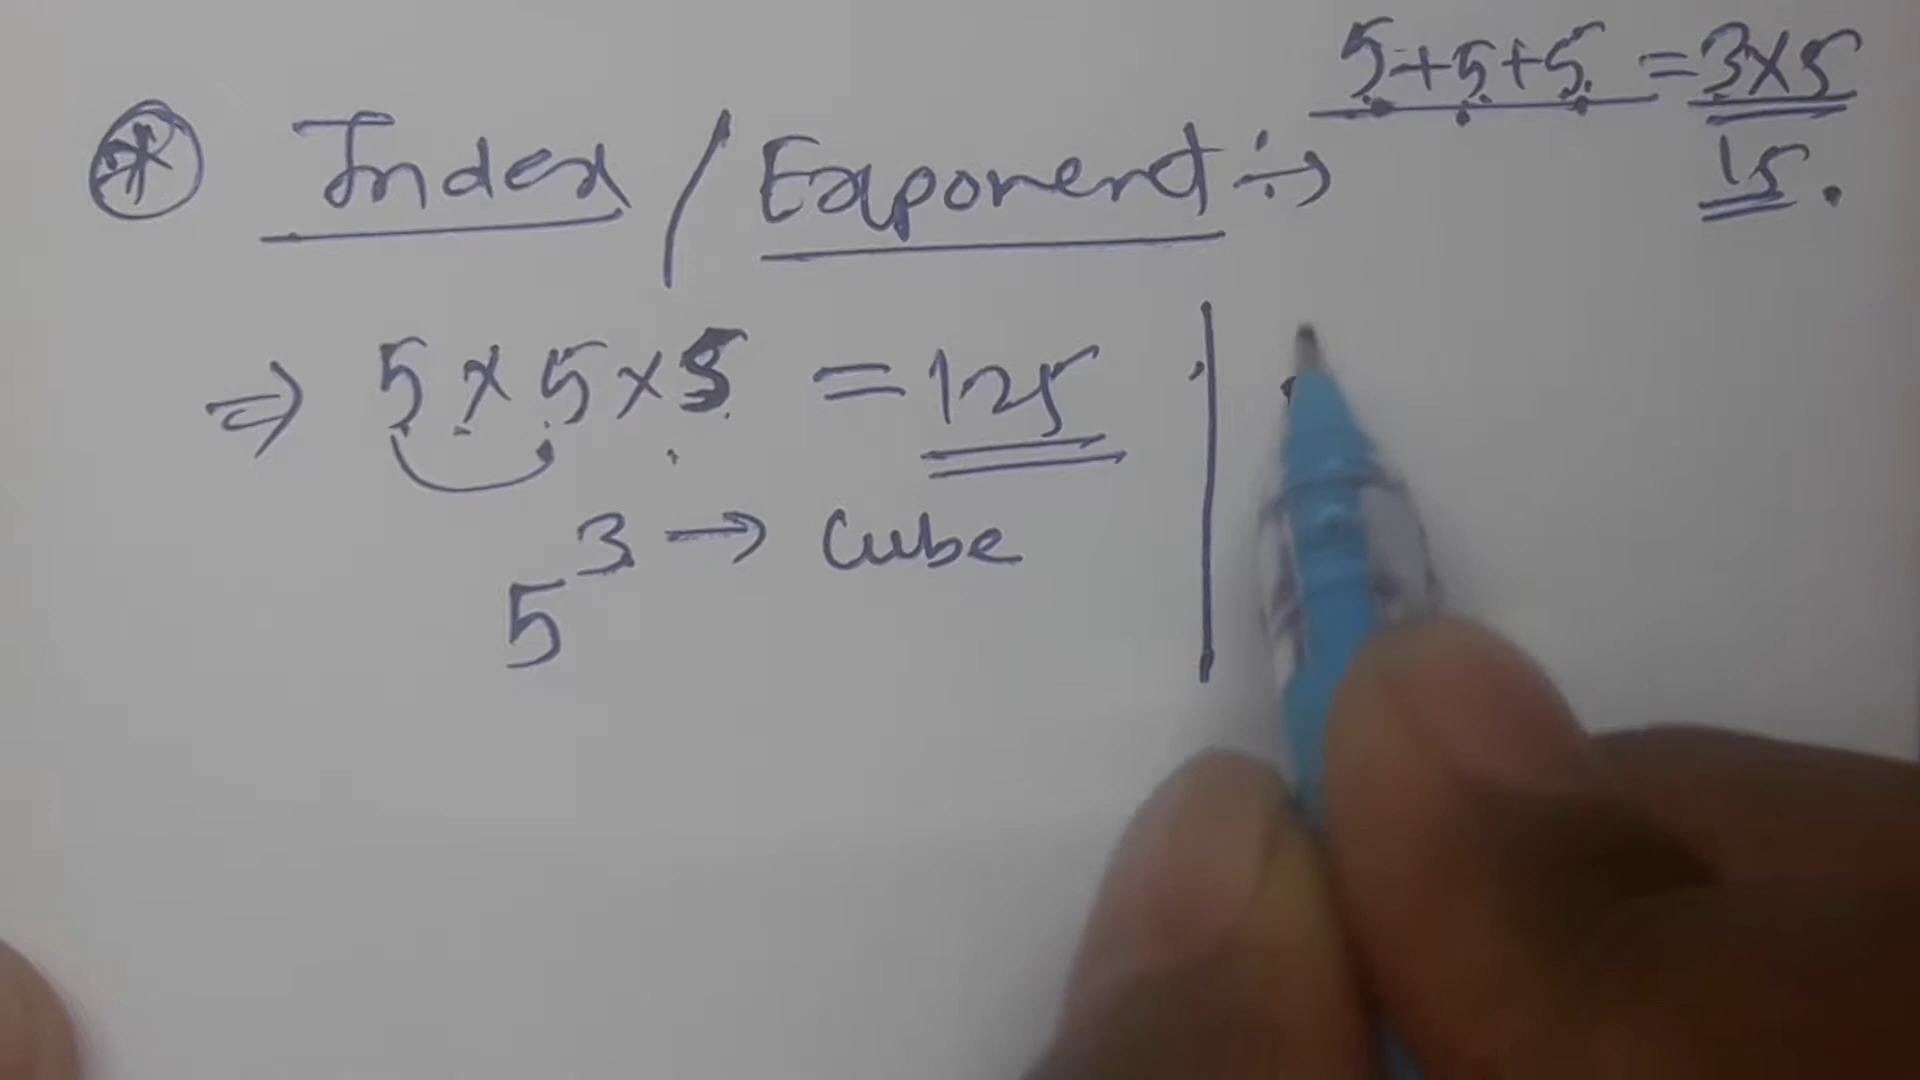 5+5+5 = 3×5
15.
* Index / Exponent :→
⇒ 5 × 5 × 5 = 125
5³ → Cube